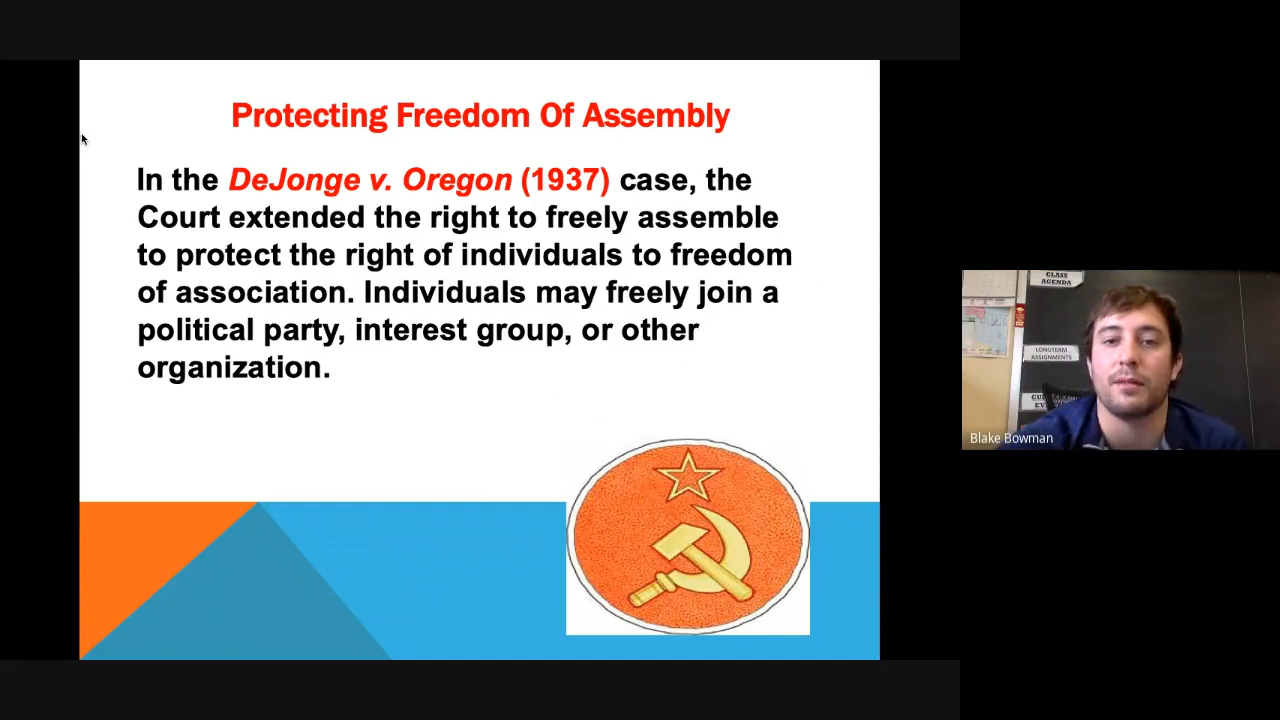 Protecting Freedom Of Assembly
In the DeJonge v. Oregon (1937) case, the
Court extended the right to freely assemble
to protect the right of individuals to freedom
of association. Individuals may freely join a
political party, interest group, or other
organization.
CLASS
AGENDA
LONGTERM
ASSIGNMENTS
Blake Bowman